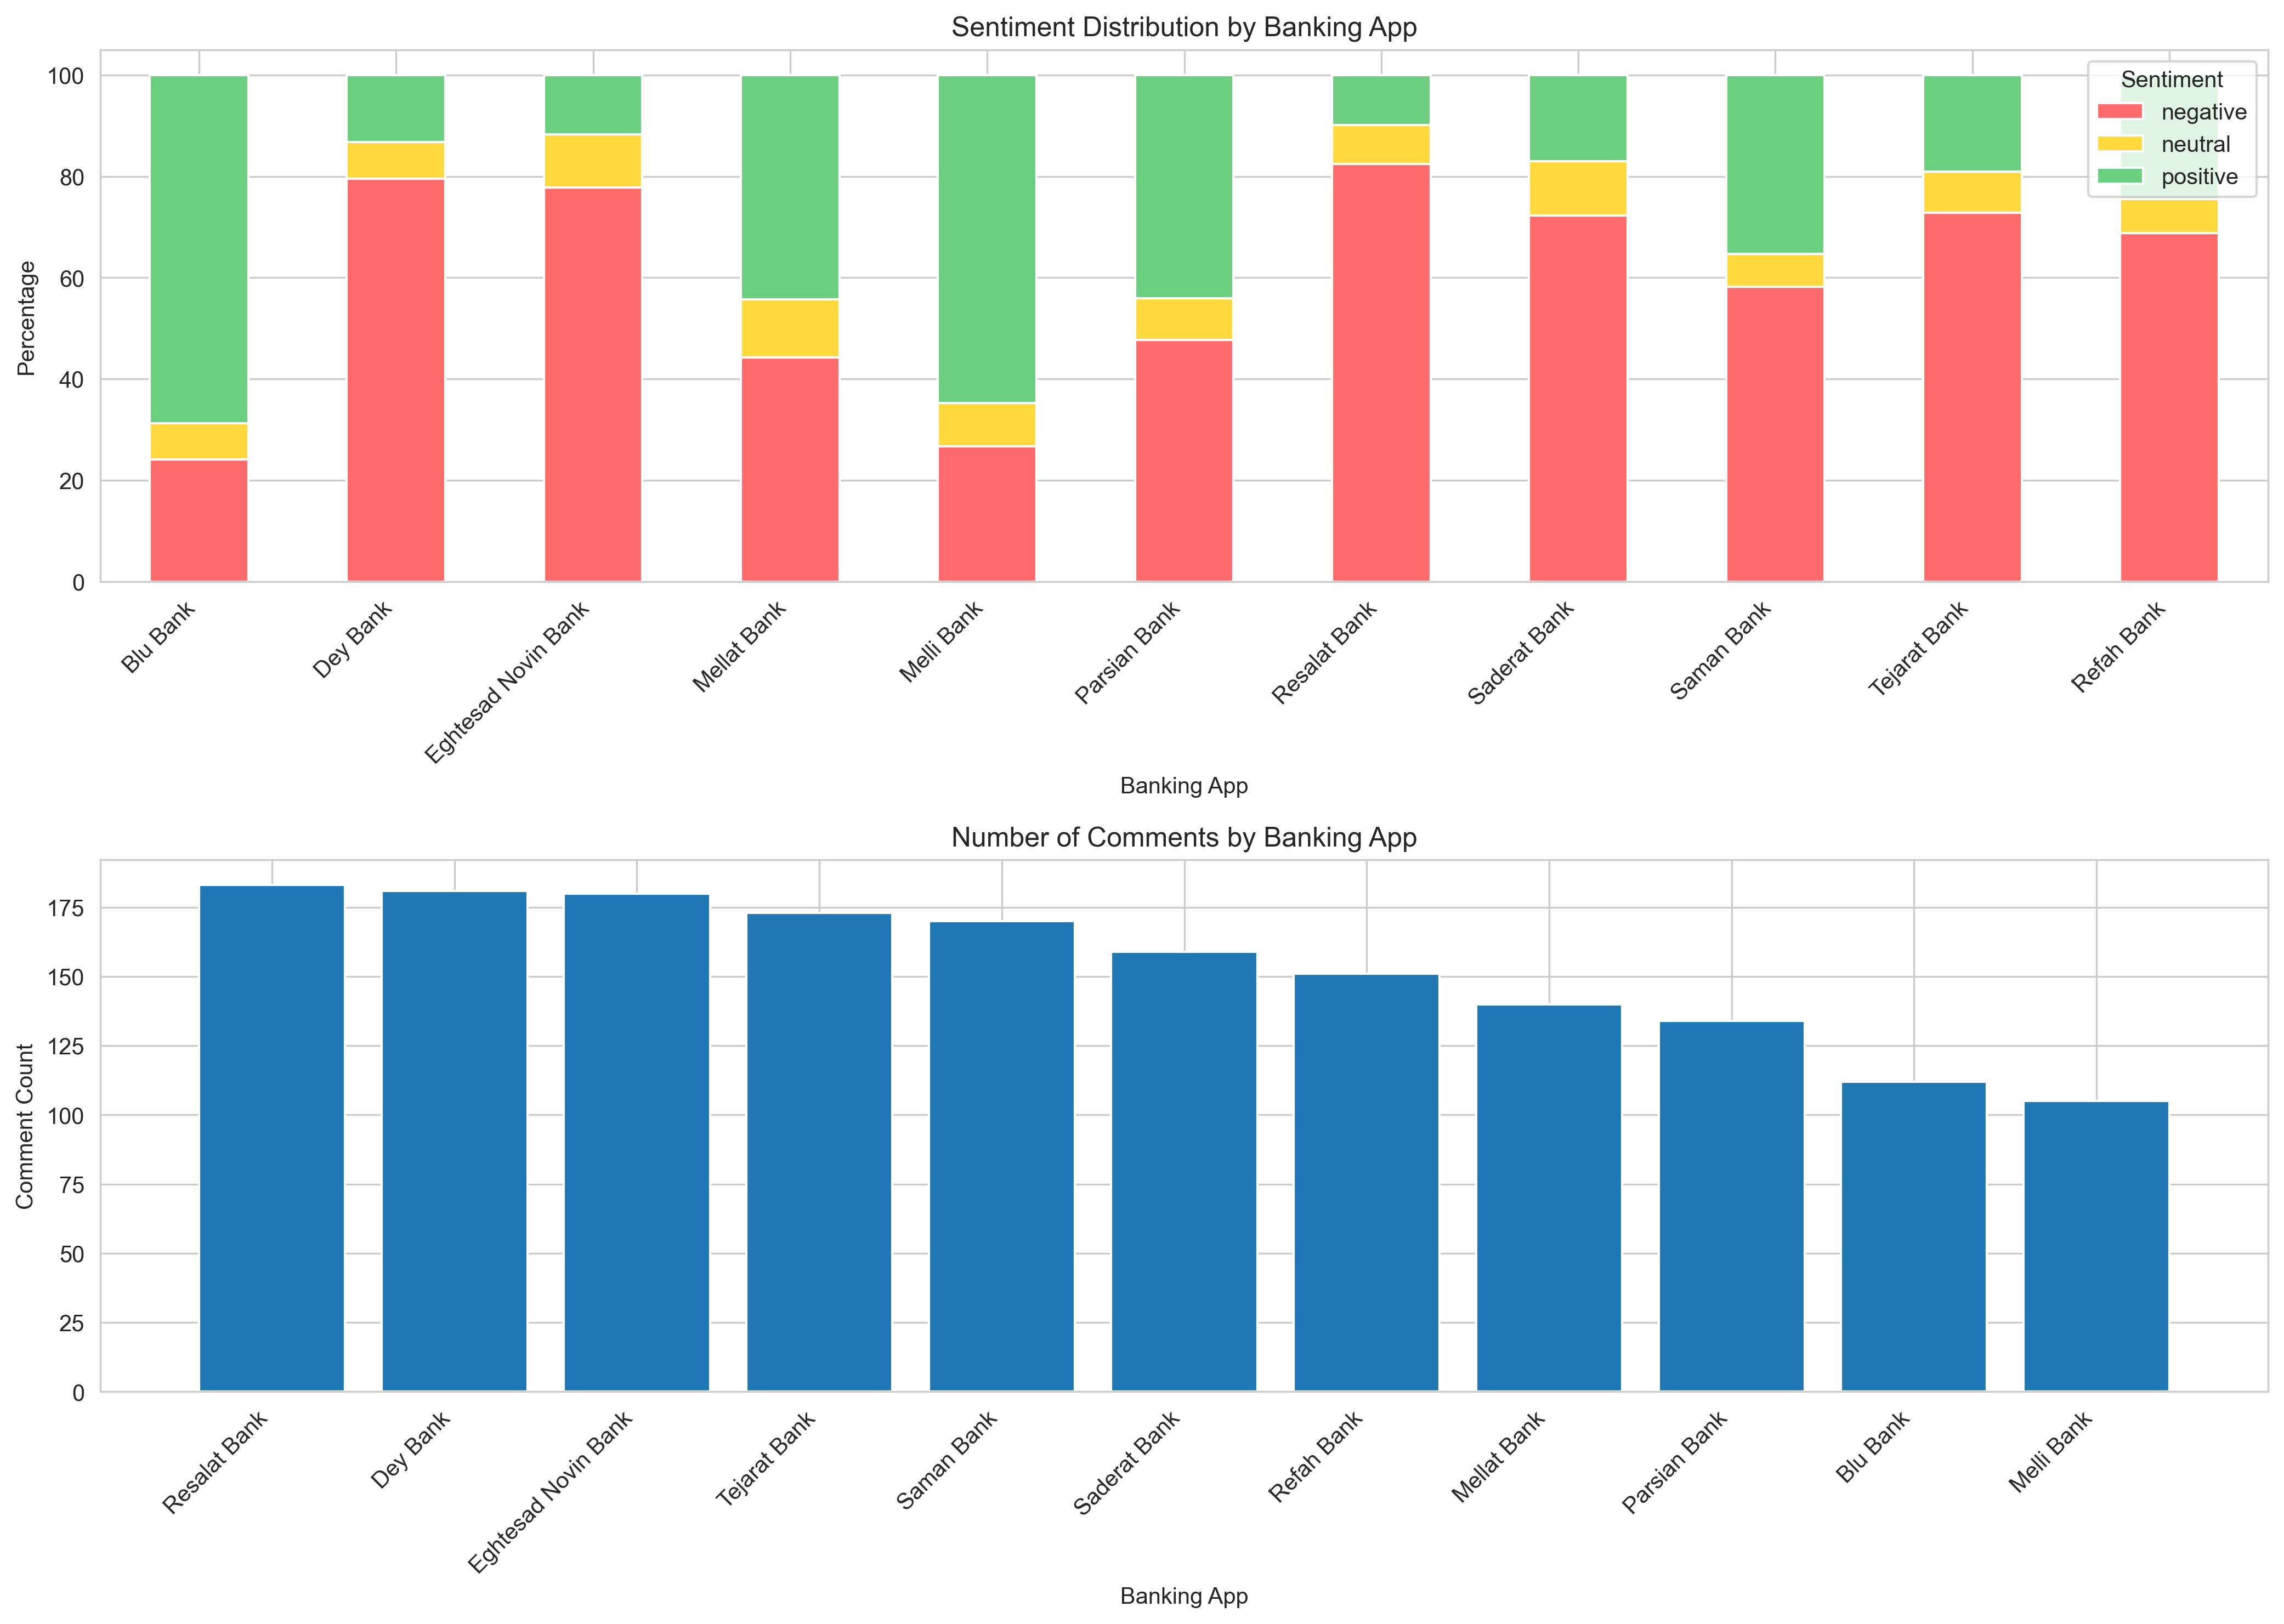 Sentiment Distribution by Banking App
Percentage
100
80
60
40
20
0
Sentiment
negative
neutral
positive
Blu Bank
Dey Bank
Eghtesad Novin Bank
Mellat Bank
Melli Bank
Parsian Bank
Resalat Bank
Saderat Bank
Saman Bank
Tejarat Bank
Refah Bank
Banking App
Number of Comments by Banking App
Comment Count
175
150
125
100
75
50
25
0
Resalat Bank
Dey Bank
Eghtesad Novin Bank
Tejarat Bank
Saman Bank
Saderat Bank
Refah Bank
Mellat Bank
Parsian Bank
Blu Bank
Melli Bank
Banking App